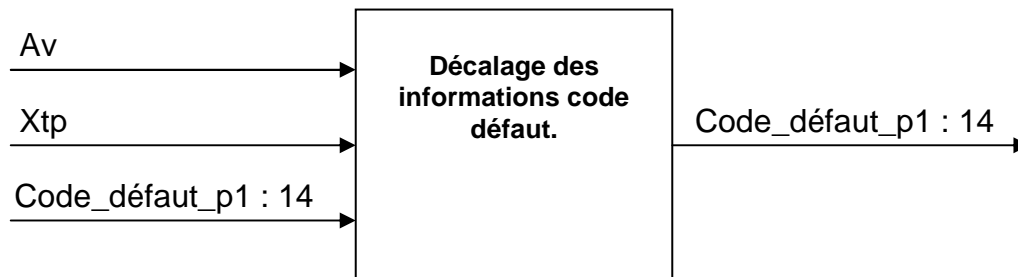 Av
Xtp
Code_défaut_p1 : 14
Décalage des
informations code
défaut.
Code_défaut_p1 : 14